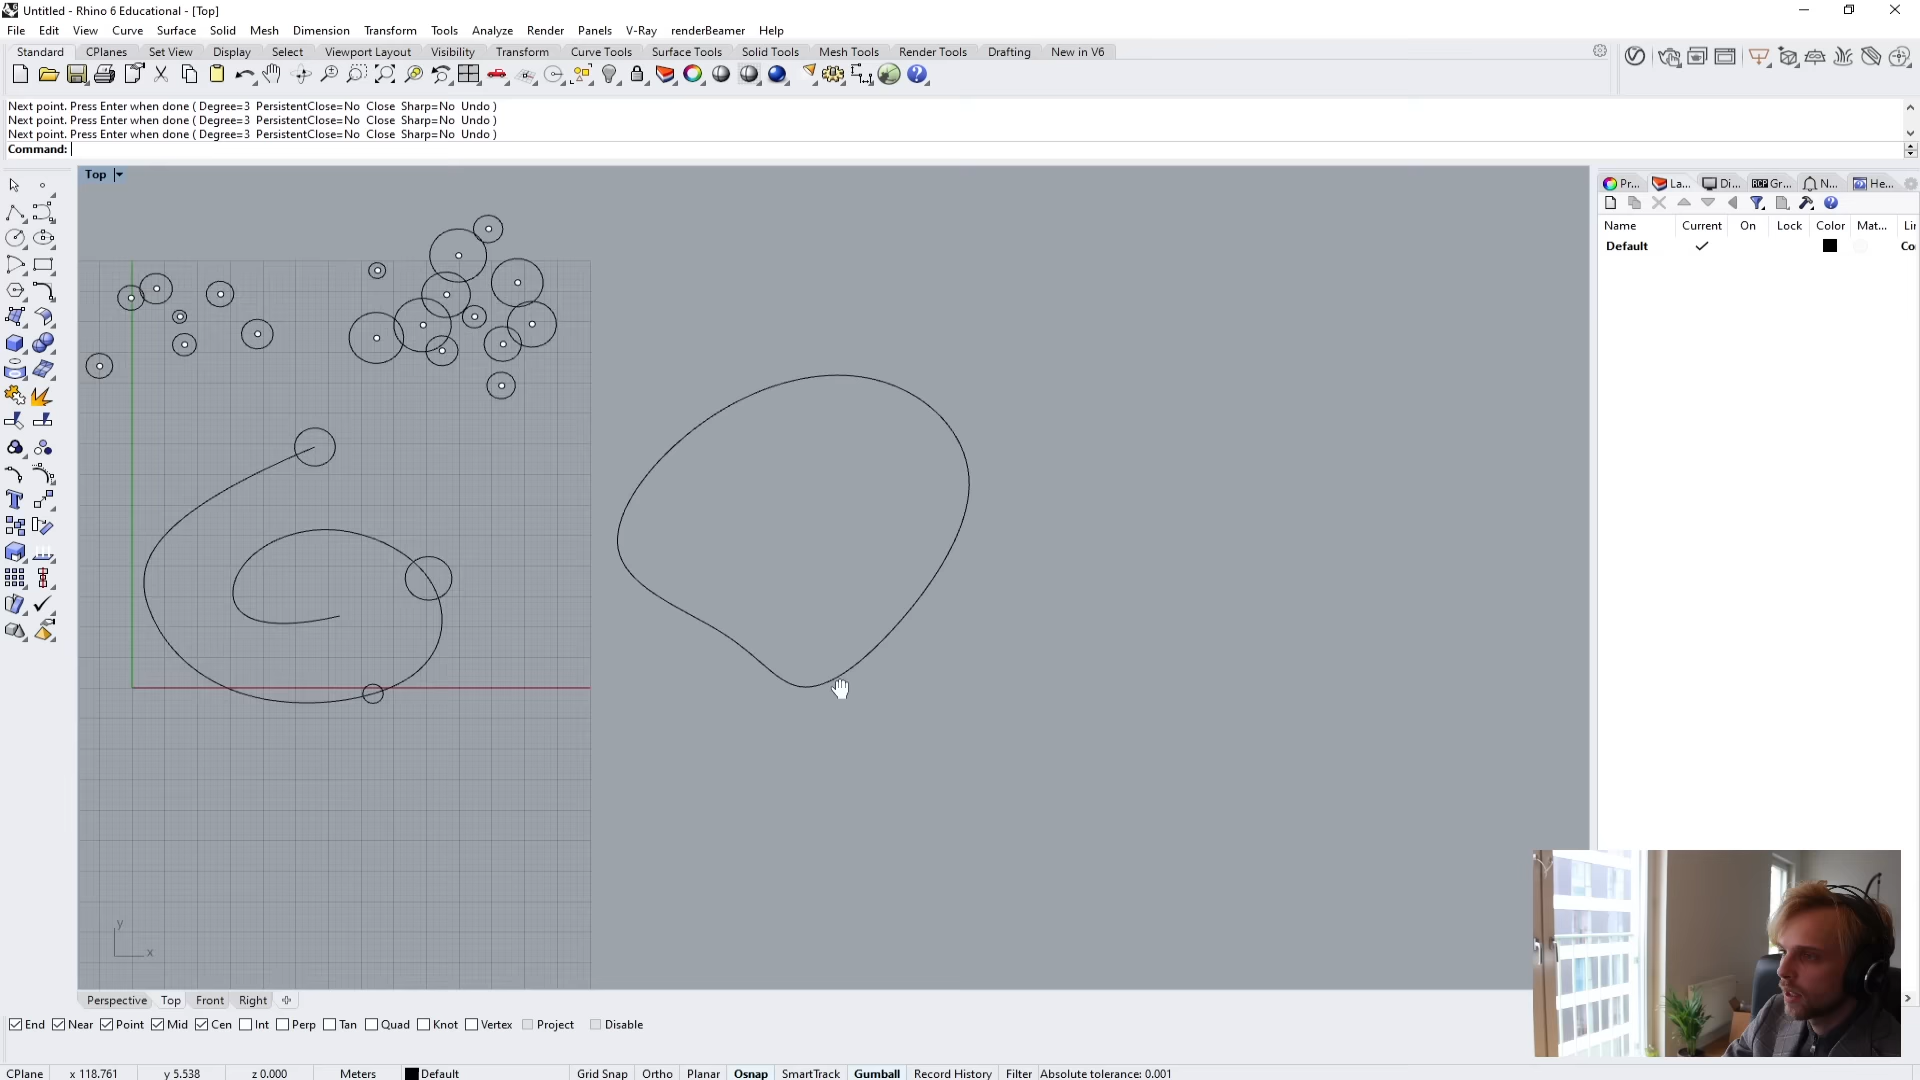 Untitled - Rhino 6 Educational - [Top]
File Edit View Curve Surface Solid Mesh Dimension Transform Tools Analyze Render Panels V-Ray renderBeamer Help
Standard CPlanes Set View Display Select Viewport Layout Visibility Transform Curve Tools Surface Tools Solid Tools Mesh Tools Render Tools Drafting New in V6
Next point. Press Enter when done ( Degree=3 PersistentClose=No Close Sharp=No Undo )
Next point. Press Enter when done ( Degree=3 PersistentClose=No Close Sharp=No Undo )
Next point. Press Enter when done ( Degree=3 PersistentClose=No Close Sharp=No Undo )
Command:
Top
Pr... La... Di... Gr... N... He...
Name Current On Lock Color Mat... Li
Default Co
y
x
Perspective Top Front Right
End Near Point Mid Cen Int Perp Tan Quad Knot Vertex Project Disable
CPlane x 118.761 y 5.538 z 0.000 Meters Default Grid Snap Ortho Planar Osnap SmartTrack Gumball Record History Filter Absolute tolerance: 0.001